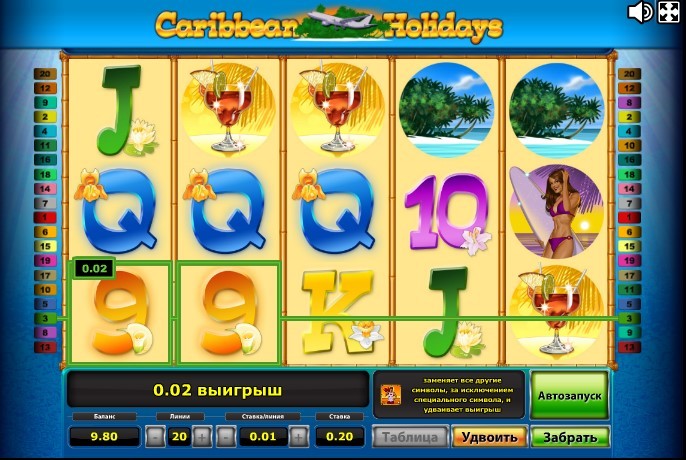 Caribbean Holidays
20 20
12 12
9 8
2 2
4 4
11 10
16 16
18 18
14 14
7 7
1 1
6 6
15 15
19 19
17 17
10 11
5 5
3 3
8 9
13 13
J
Q Q Q 10
0.02
9 9 K J
0.02 выигрыш
заменяет все другие
символы, за исключением
специального символа, и
удваивает выигрыш
Автозапуск
Баланс Линии Ставка/линия Ставка
9.80 - 20 + - 0.01 + 0.20 Таблица Удвоить Забрать